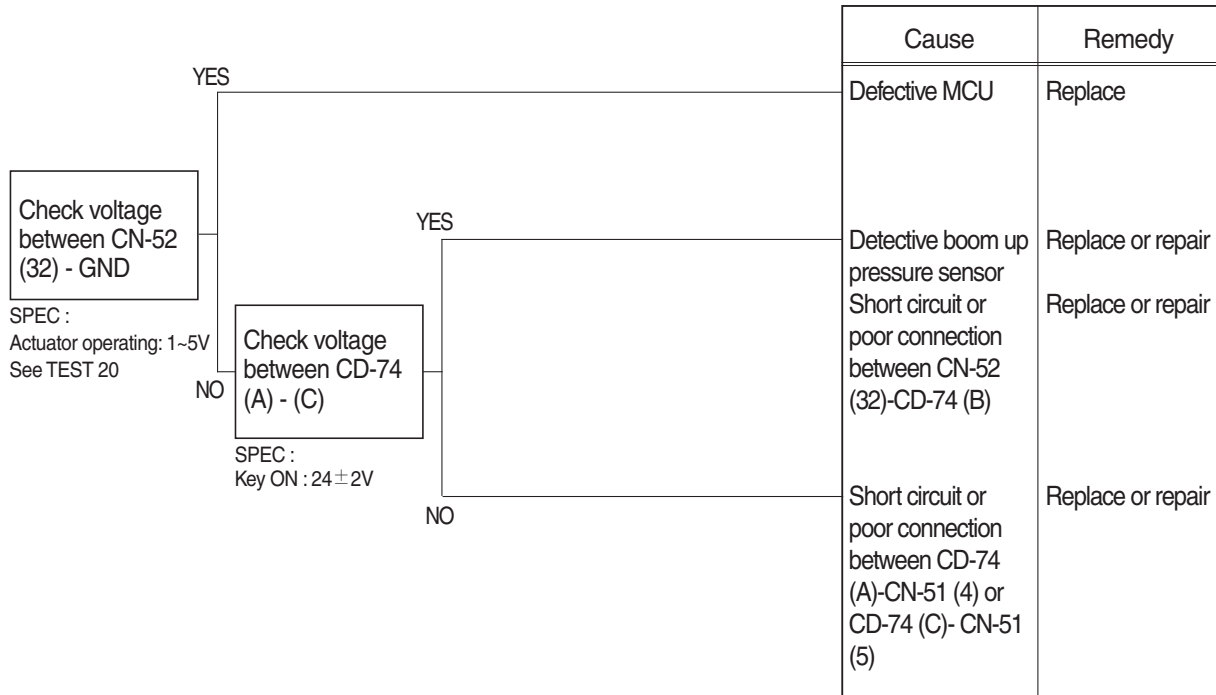 Cause
Remedy
YES
Defective MCU
Replace
Check voltage
between CN-52
(32) - GND
SPEC :
Actuator operating: 1~5V
See TEST 20
NO
YES
Detective boom up
pressure sensor
Replace or repair
Short circuit or
poor connection
between CN-52
(32)-CD-74 (B)
Replace or repair
Check voltage
between CD-74
(A) - (C)
SPEC :
Key ON : 24±2V
NO
Short circuit or
poor connection
between CD-74
(A)-CN-51 (4) or
CD-74 (C)- CN-51
(5)
Replace or repair